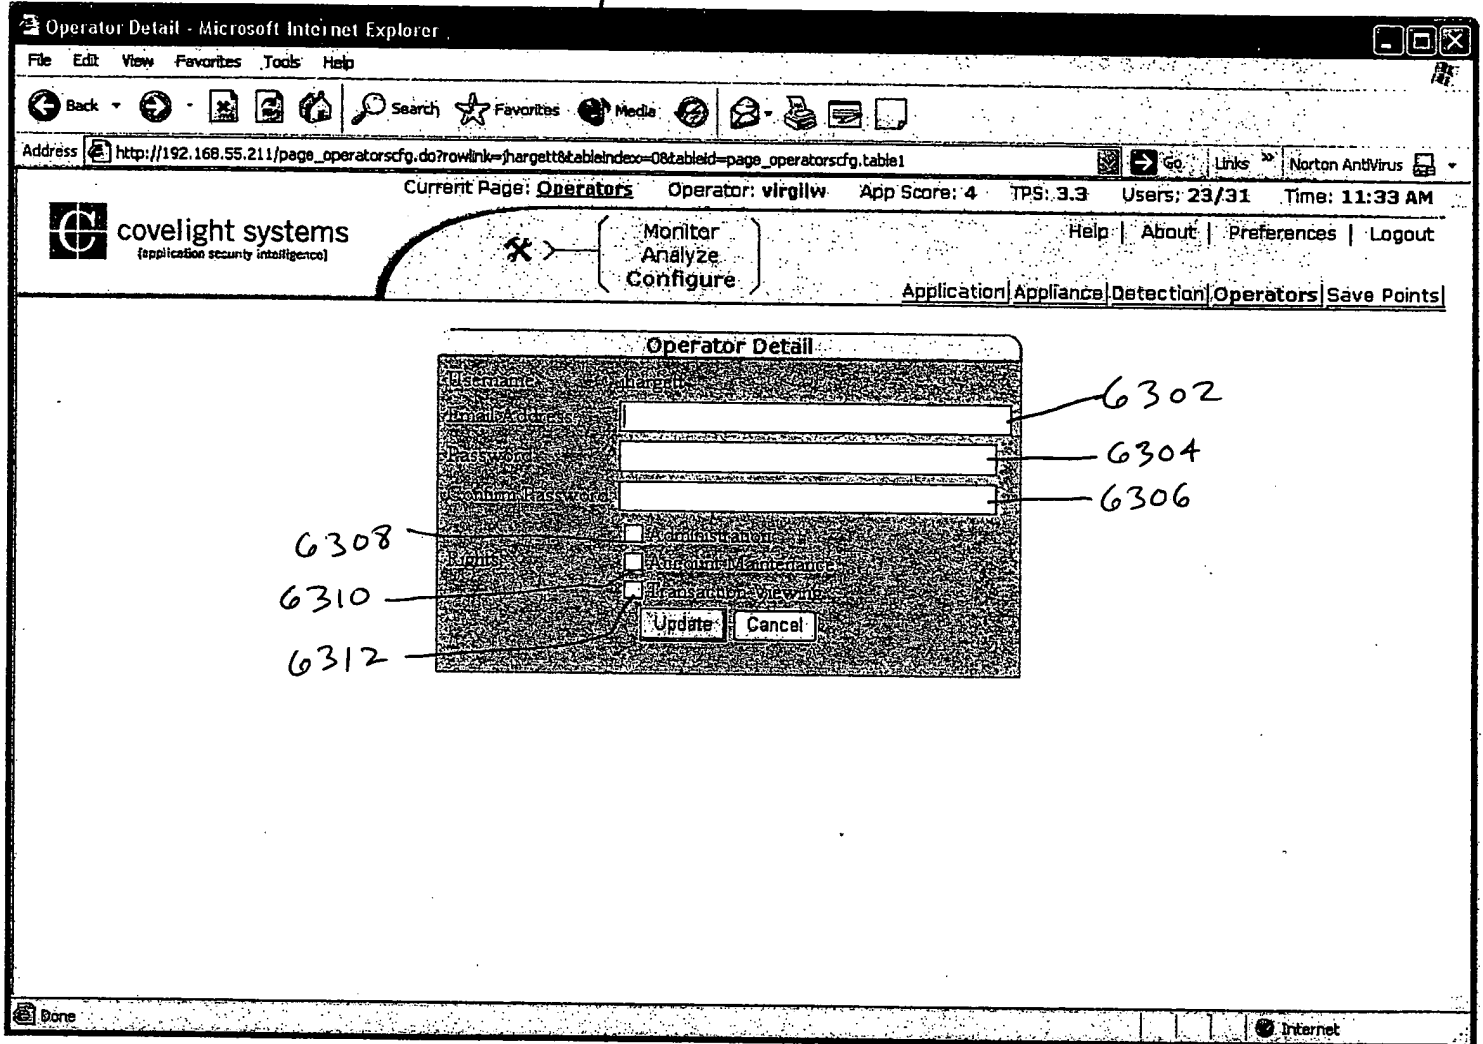 Operator Detail - Microsoft Internet Explorer
File Edit View Favorites Tools Help
Back Search Favorites Media
Address http://192.168.55.211/page_operatorscfg.do?rowlink=jhargett&tableindex=0&tableid=page_operatorscfg.table1 Go Links » Norton AntiVirus
Current Page: Operators Operator: virgilw App Score: 4 TPS: 3.3 Users: 23/31 Time: 11:33 AM
covelight systems
[application security intelligence]
Monitor
Analyze
Configure
Help | About | Preferences | Logout
Application| Appliance| Detection| Operators| Save Points|
Operator Detail
Username jhargett
Email Address 6302
Password 6304
Confirm Password 6306
6308 Administration
Rights Account Maintenance
6310 Transaction Viewing
Update Cancel
6312
Done Internet